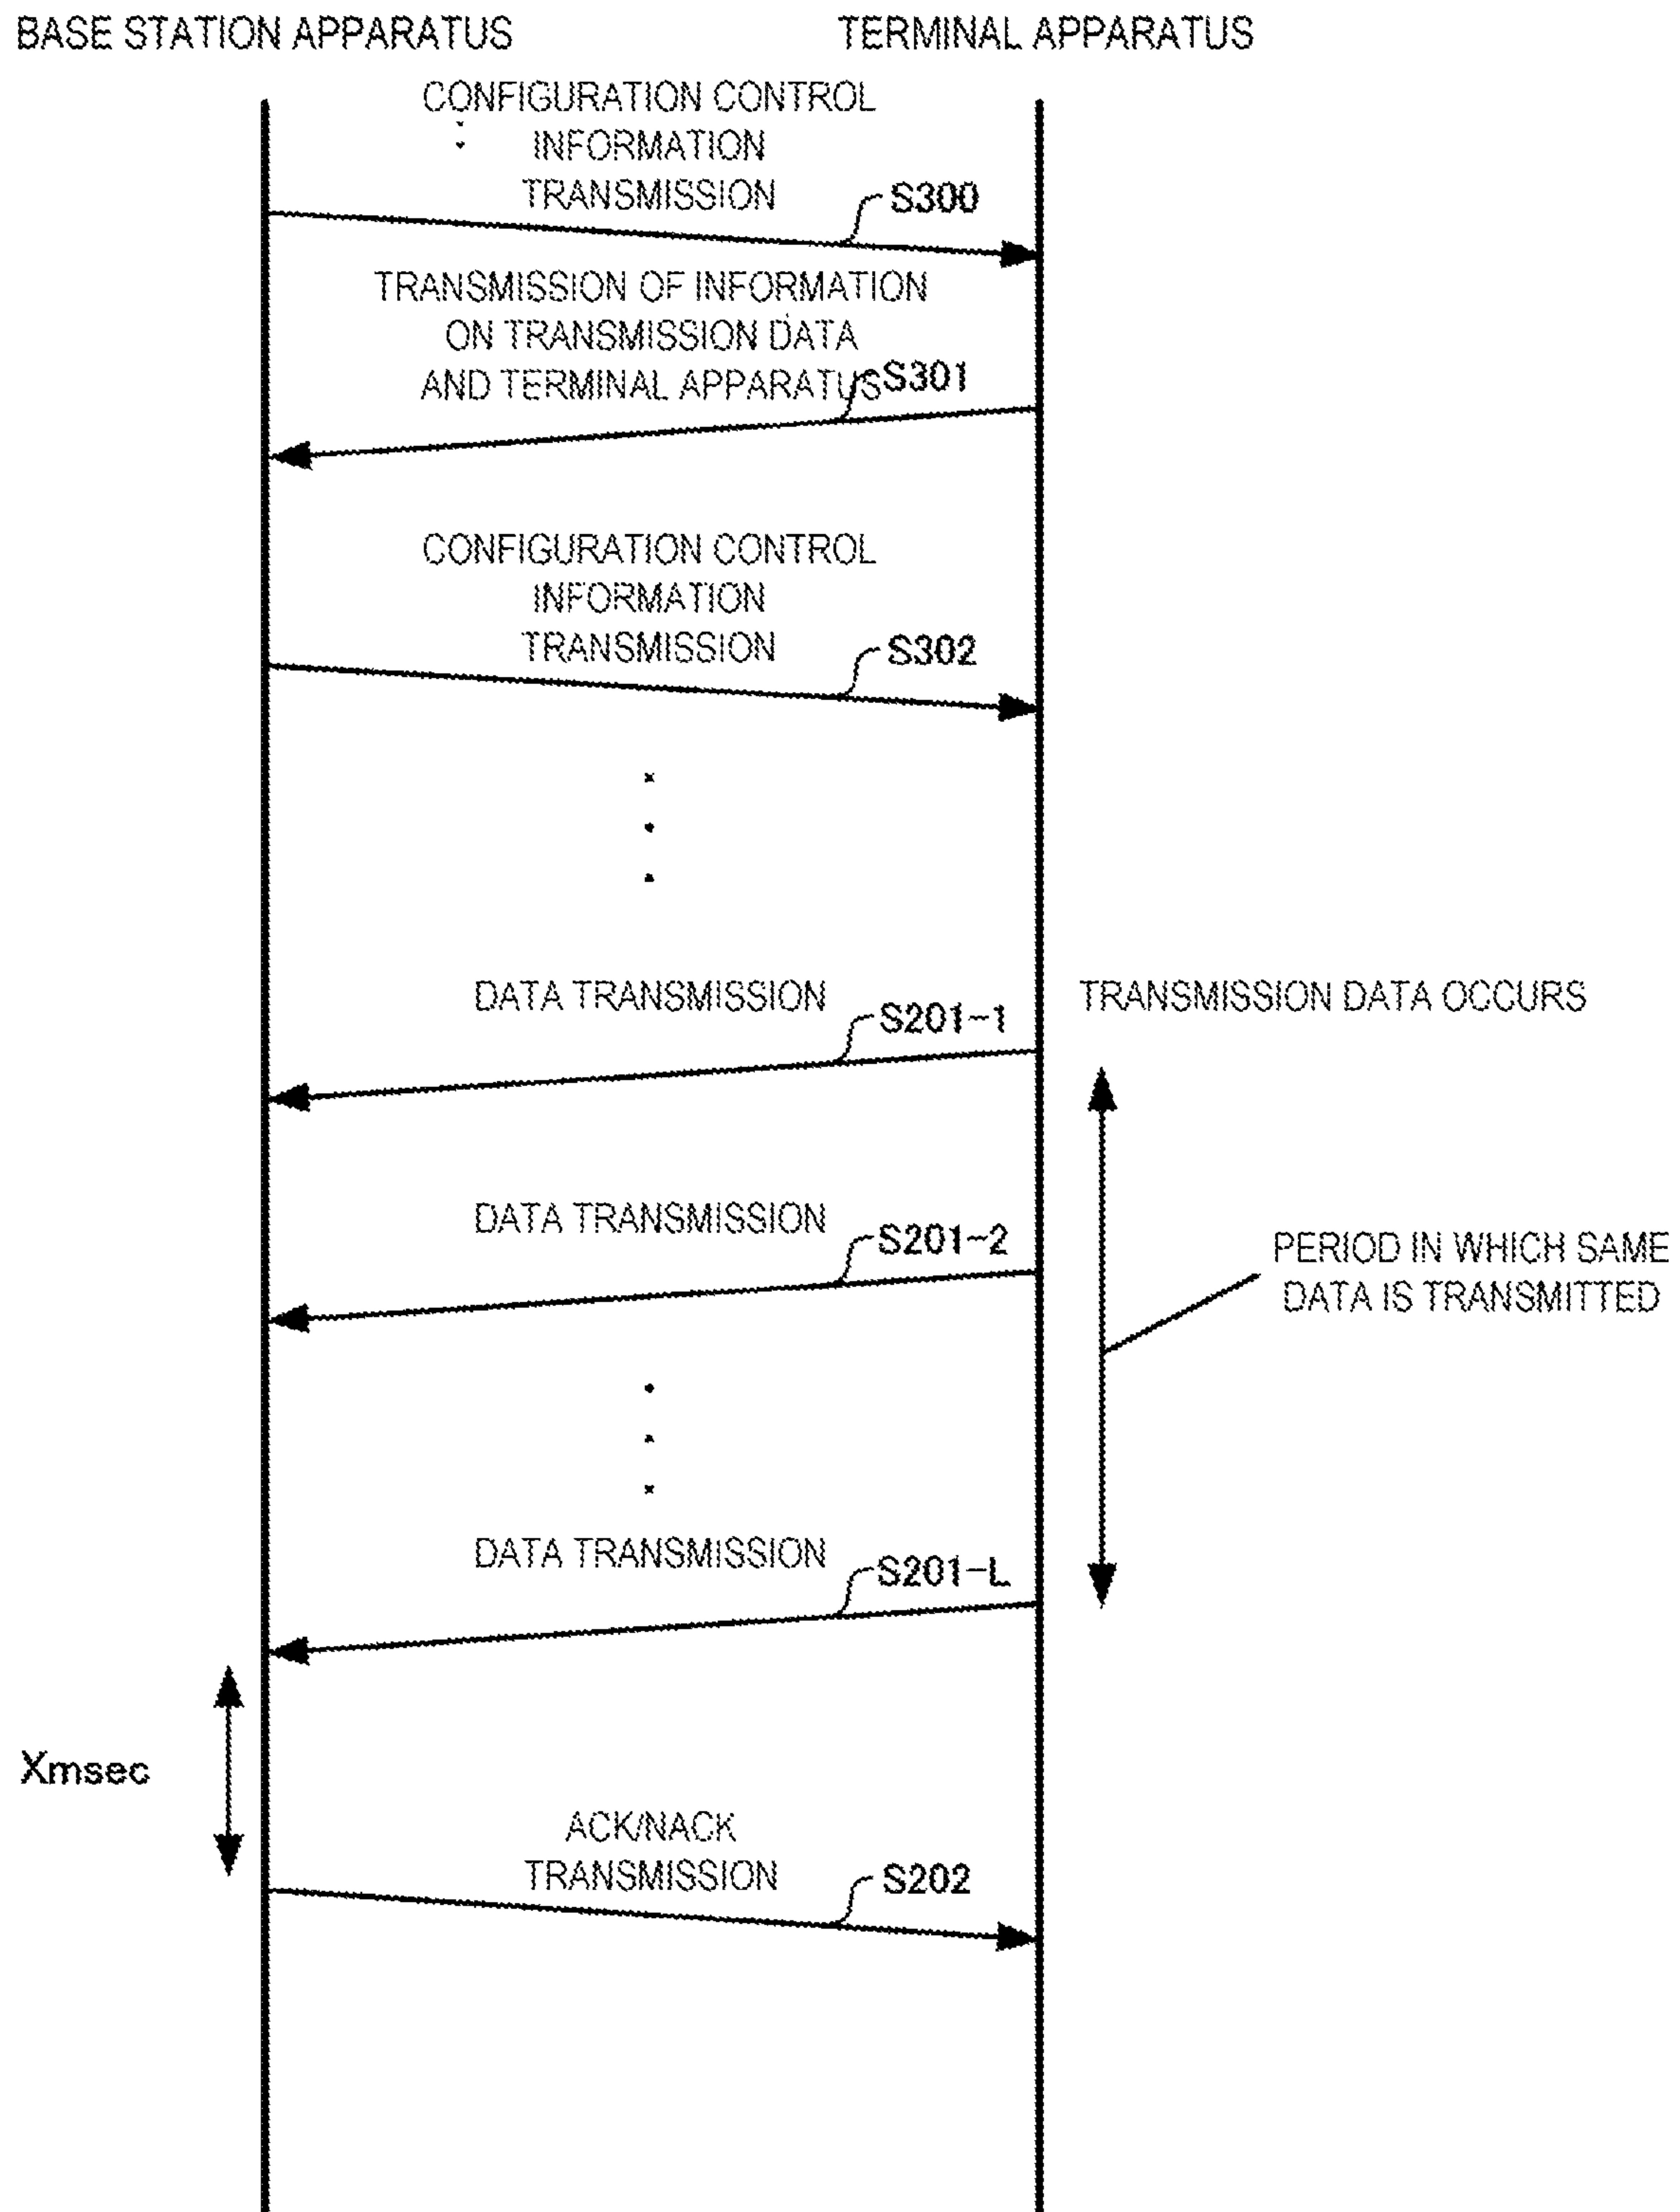 BASE STATION APPARATUS
TERMINAL APPARATUS
CONFIGURATION CONTROL
INFORMATION
TRANSMISSION
S300
TRANSMISSION OF INFORMATION
ON TRANSMISSION DATA
AND TERMINAL APPARATUS
S301
CONFIGURATION CONTROL
INFORMATION
TRANSMISSION
S302
DATA TRANSMISSION
S201-1
TRANSMISSION DATA OCCURS
DATA TRANSMISSION
S201-2
PERIOD IN WHICH SAME
DATA IS TRANSMITTED
DATA TRANSMISSION
S201-L
Xmsec
ACK/NACK
TRANSMISSION
S202